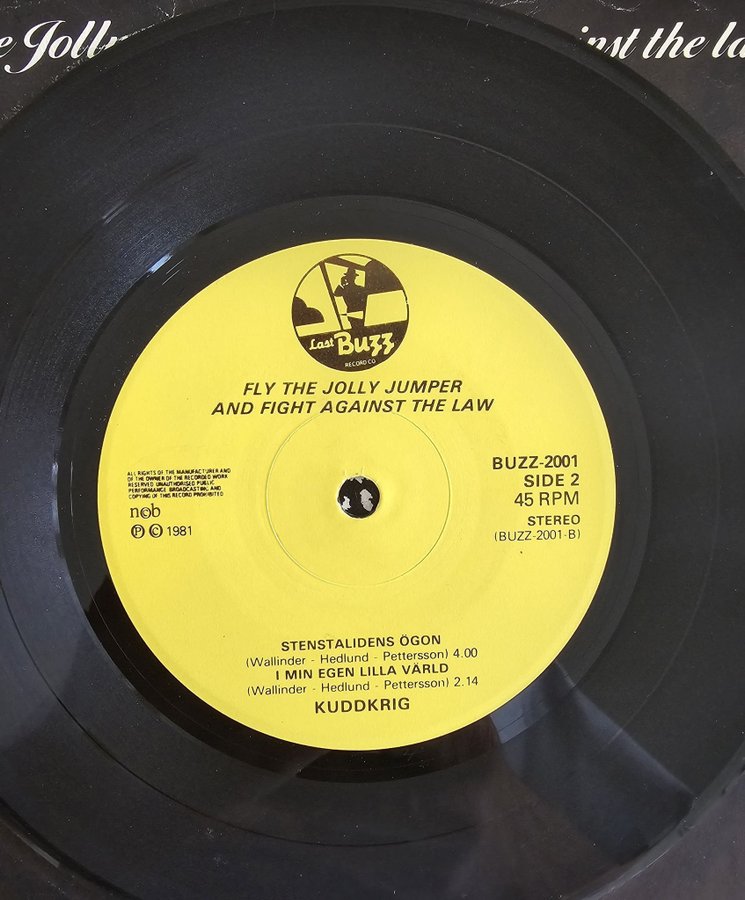 e Jolly
inst the la
Last Buzz
RECORD CO
FLY THE JOLLY JUMPER
AND FIGHT AGAINST THE LAW
ALL RIGHTS OF THE MANUFACTURER AND
OF THE OWNER OF THE RECORDED WORK
RESERVED UNAUTHORISED PUBLIC
PERFORMANCE BROADCASTING AND
COPYING OF THIS RECORD PROHIBITED
n©b
Ⓟ © 1981
BUZZ-2001
SIDE 2
45 RPM
STEREO
(BUZZ-2001-B)
STENSTALIDENS ÖGON
(Wallinder - Hedlund - Pettersson) 4.00
I MIN EGEN LILLA VÄRLD
(Wallinder - Hedlund - Pettersson) 2.14
KUDDKRIG